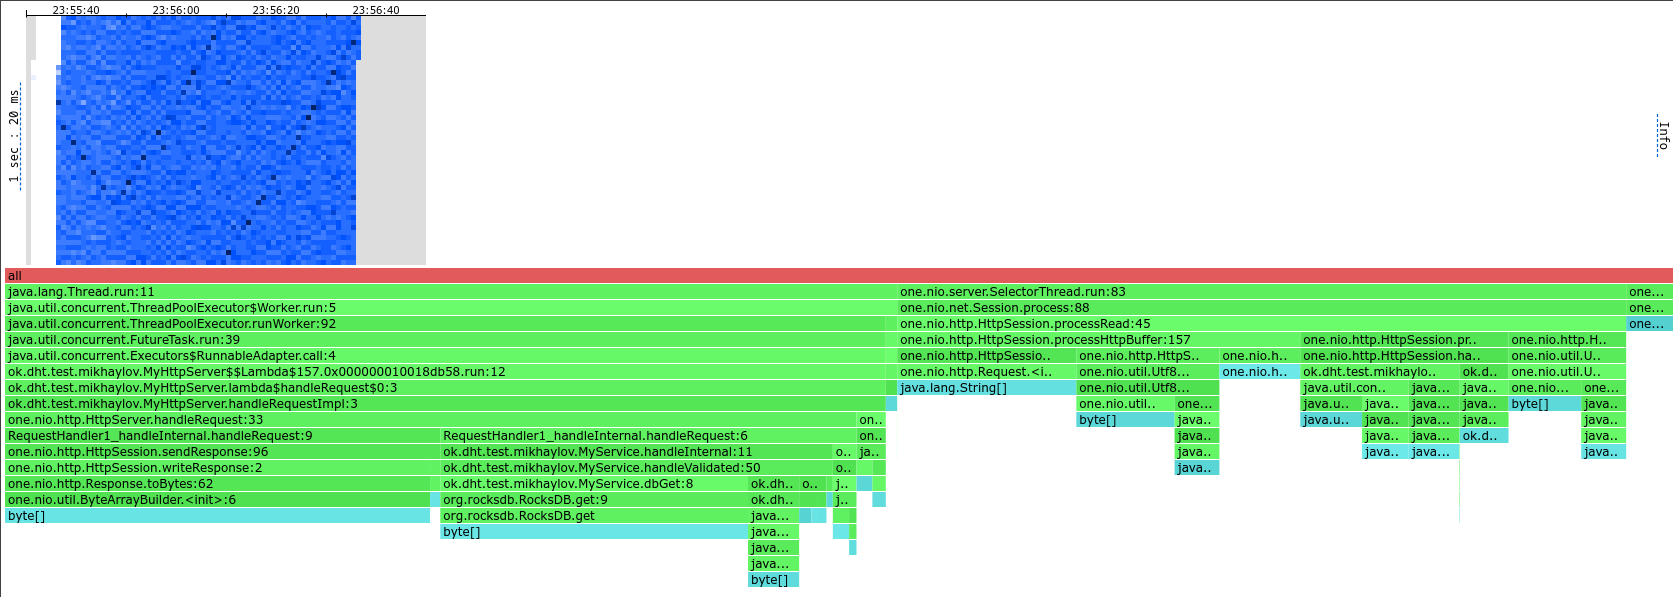 23:55:40 23:56:00 23:56:20 23:56:40
1 sec : 20 ms
Info
all
java.lang.Thread.run:11 one.nio.server.SelectorThread.run:83 one...
java.util.concurrent.ThreadPoolExecutor$Worker.run:5 one.nio.net.Session.process:88 one...
java.util.concurrent.ThreadPoolExecutor.runWorker:92 one.nio.http.HttpSession.processRead:45 one...
java.util.concurrent.FutureTask.run:39 one.nio.http.HttpSession.processHttpBuffer:157 one.nio.http.HttpSession.pr.. one.nio.http.H..
java.util.concurrent.Executors$RunnableAdapter.call:4 one.nio.http.HttpSessio.. one.nio.http.HttpS.. one.nio.h.. one.nio.http.HttpSession.ha.. one.nio.util.U..
ok.dht.test.mikhaylov.MyHttpServer$$Lambda$157.0x000000010018db58.run:12 one.nio.http.Request.<i.. one.nio.util.Utf8... one.nio.h.. ok.dht.test.mikhaylo.. ok.d.. one.nio.util.U..
ok.dht.test.mikhaylov.MyHttpServer.lambda$handleRequest$0:3 java.lang.String[] one.nio.util.Utf8... java.util.con.. java... java.. one.nio... one...
ok.dht.test.mikhaylov.MyHttpServer.handleRequestImpl:3 one.nio.util.. one... java.u.. java.. java... java.. byte[] java..
one.nio.http.HttpServer.handleRequest:33 on.. byte[] java.. java.u.. java.. java... java.. java..
RequestHandler1_handleInternal.handleRequest:9 RequestHandler1_handleInternal.handleRequest:6 on.. java.. java.. java... ok.d.. java..
one.nio.http.HttpSession.sendResponse:96 ok.dht.test.mikhaylov.MyService.handleInternal:11 o.. ja.. java.. java.. java... java..
one.nio.http.HttpSession.writeResponse:2 ok.dht.test.mikhaylov.MyService.handleValidated:50 o.. java..
one.nio.http.Response.toBytes:62 ok.dht.test.mikhaylov.MyService.dbGet:8 ok.dh.. o.. j..
one.nio.util.ByteArrayBuilder.<init>:6 org.rocksdb.RocksDB.get:9 ok.dh.. j..
byte[] org.rocksdb.RocksDB.get java...
byte[] java...
java...
java...
byte[]